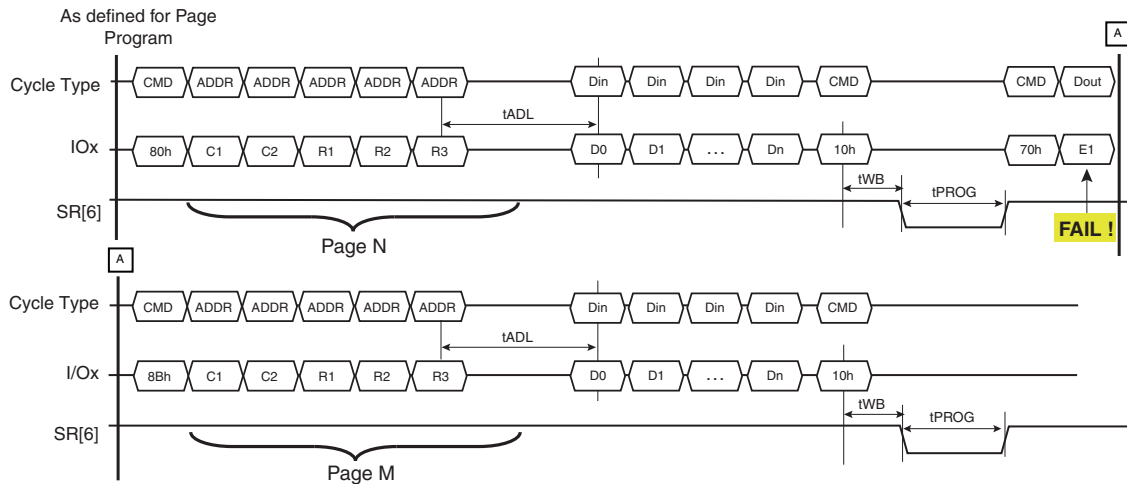 As defined for Page
Program
A
Cycle Type
CMD ADDR ADDR ADDR ADDR ADDR Din Din Din Din CMD CMD Dout
tADL
IOx
80h C1 C2 R1 R2 R3 D0 D1 ... Dn 10h 70h E1
tWB tPROG
SR[6]
Page N
FAIL !
A
Cycle Type
CMD ADDR ADDR ADDR ADDR ADDR Din Din Din Din CMD
tADL
I/Ox
8Bh C1 C2 R1 R2 R3 D0 D1 ... Dn 10h
tWB tPROG
SR[6]
Page M